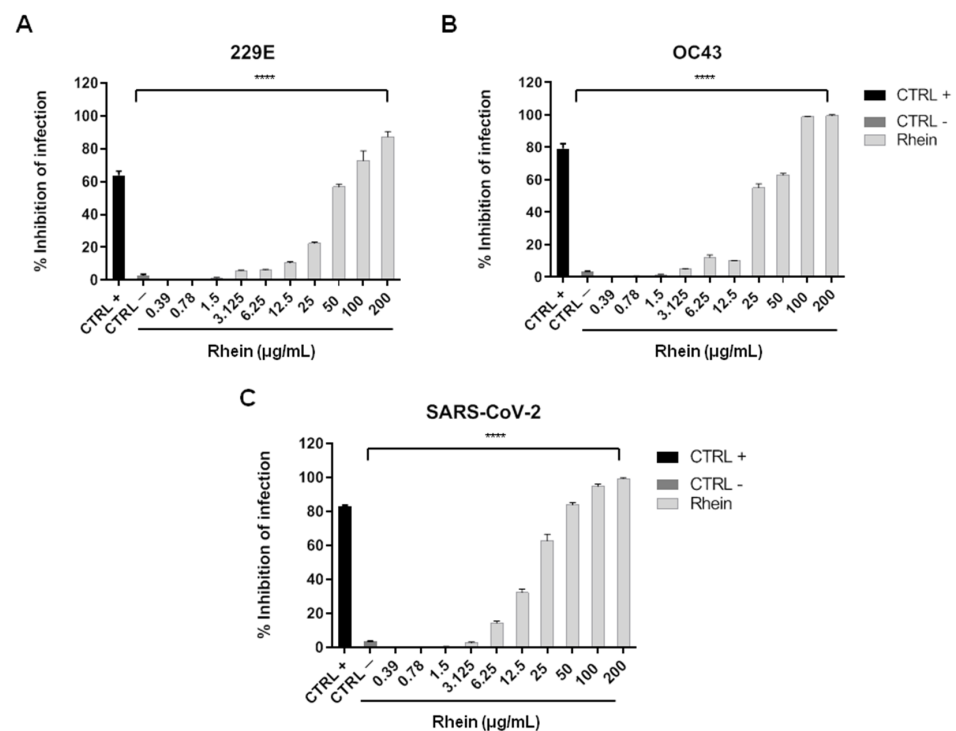 A
229E
****
% Inhibition of infection
120
100
80
60
40
20
0
CTRL +
CTRL –
0.39
0.78
1.5
3.125
6.25
12.5
25
50
100
200
Rhein (µg/mL)
B
OC43
****
% Inhibition of infection
120
100
80
60
40
20
0
CTRL +
CTRL –
0.39
0.78
1.5
3.125
6.25
12.5
25
50
100
200
Rhein (µg/mL)
CTRL +
CTRL -
Rhein
C
SARS-CoV-2
****
% Inhibition of infection
120
100
80
60
40
20
0
CTRL +
CTRL –
0.39
0.78
1.5
3.125
6.25
12.5
25
50
100
200
Rhein (µg/mL)
CTRL +
CTRL -
Rhein